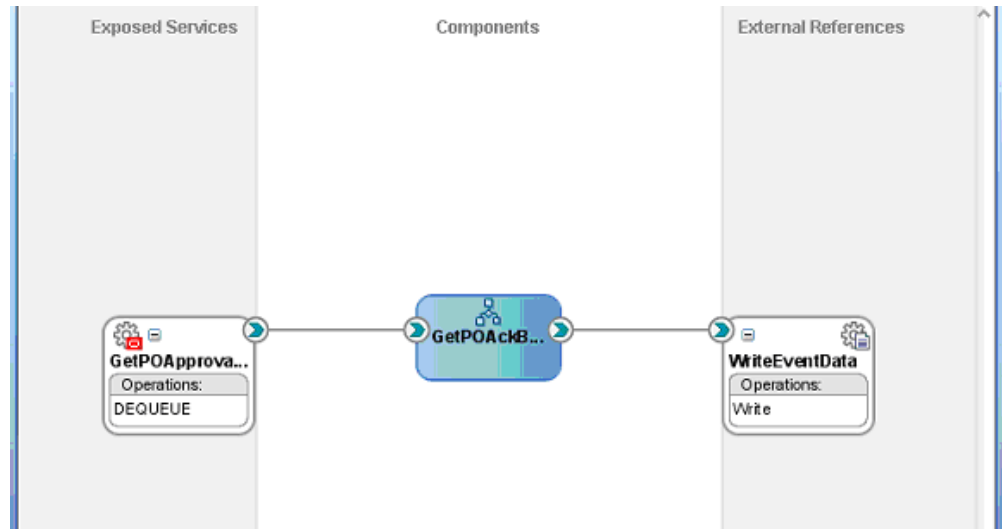 Exposed Services
Components
External References
GetPOApprova...
Operations:
DEQUEUE
GetPOAckB...
WriteEventData
Operations:
Write